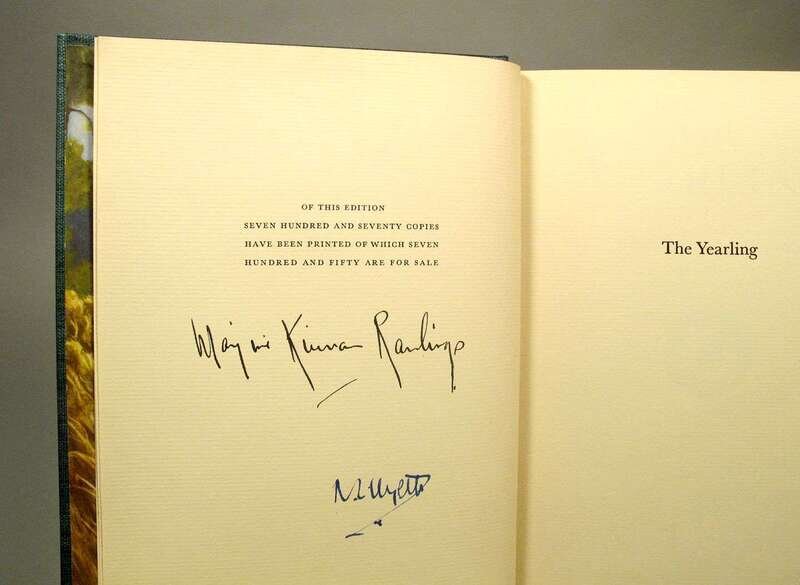 OF THIS EDITION
SEVEN HUNDRED AND SEVENTY COPIES
HAVE BEEN PRINTED OF WHICH SEVEN
HUNDRED AND FIFTY ARE FOR SALE
Marjorie Kinnan Rawlings
N C Wyeth
The Yearling